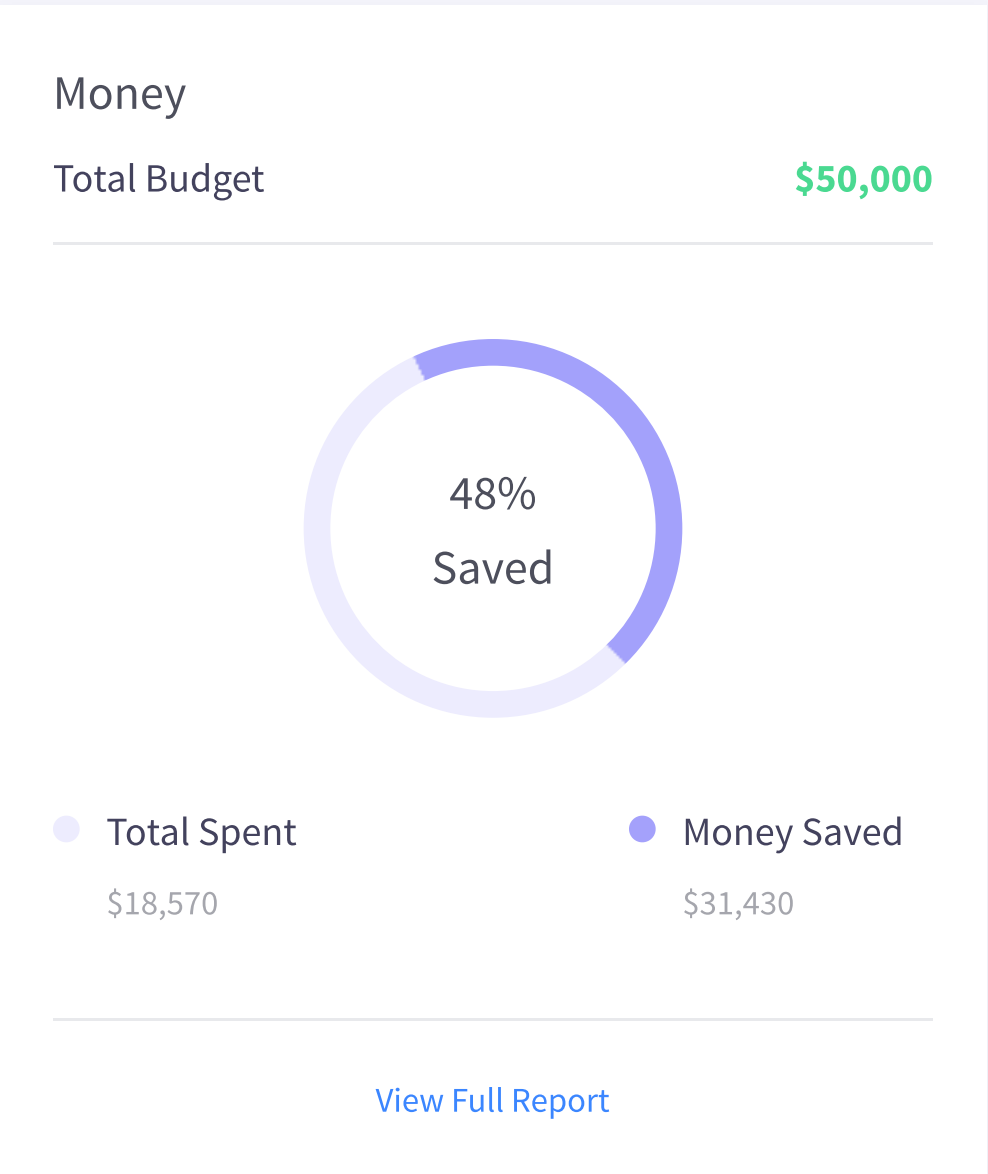 Money
Total Budget $50,000
48%
Saved
Total Spent Money Saved
$18,570 $31,430
View Full Report